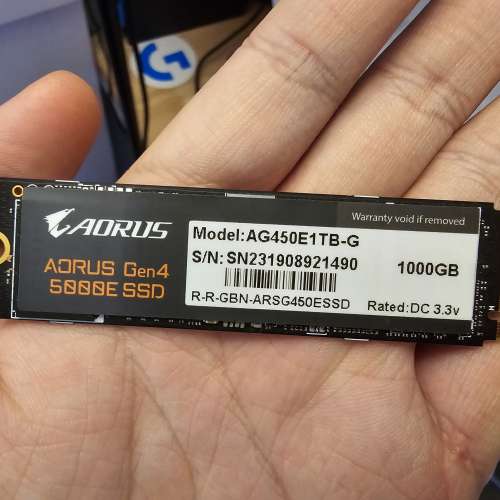 AORUS
AORUS Gen4
5000E SSD
Warranty void if removed
Model:AG450E1TB-G
S/N:SN231908921490
1000GB
R-R-GBN-ARSG450ESSD
Rated:DC 3.3v